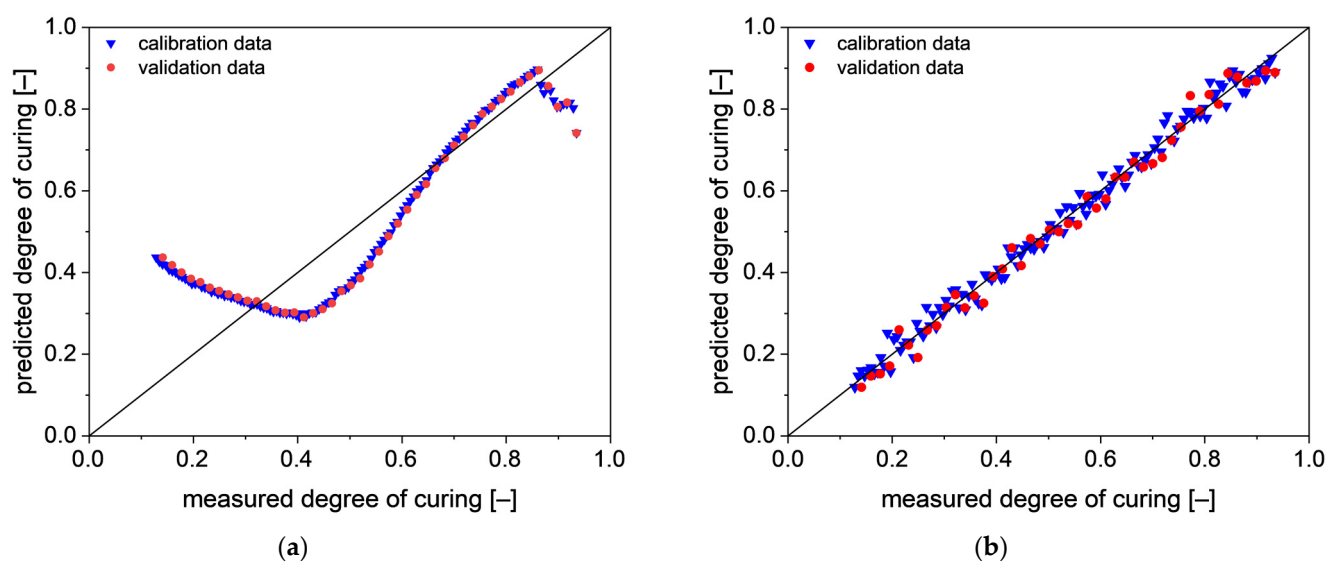 calibration data
validation data
predicted degree of curing [–]
1.0
0.8
0.6
0.4
0.2
0.0
0.0 0.2 0.4 0.6 0.8 1.0
measured degree of curing [–]
(a)
calibration data
validation data
predicted degree of curing [–]
1.0
0.8
0.6
0.4
0.2
0.0
0.0 0.2 0.4 0.6 0.8 1.0
measured degree of curing [–]
(b)